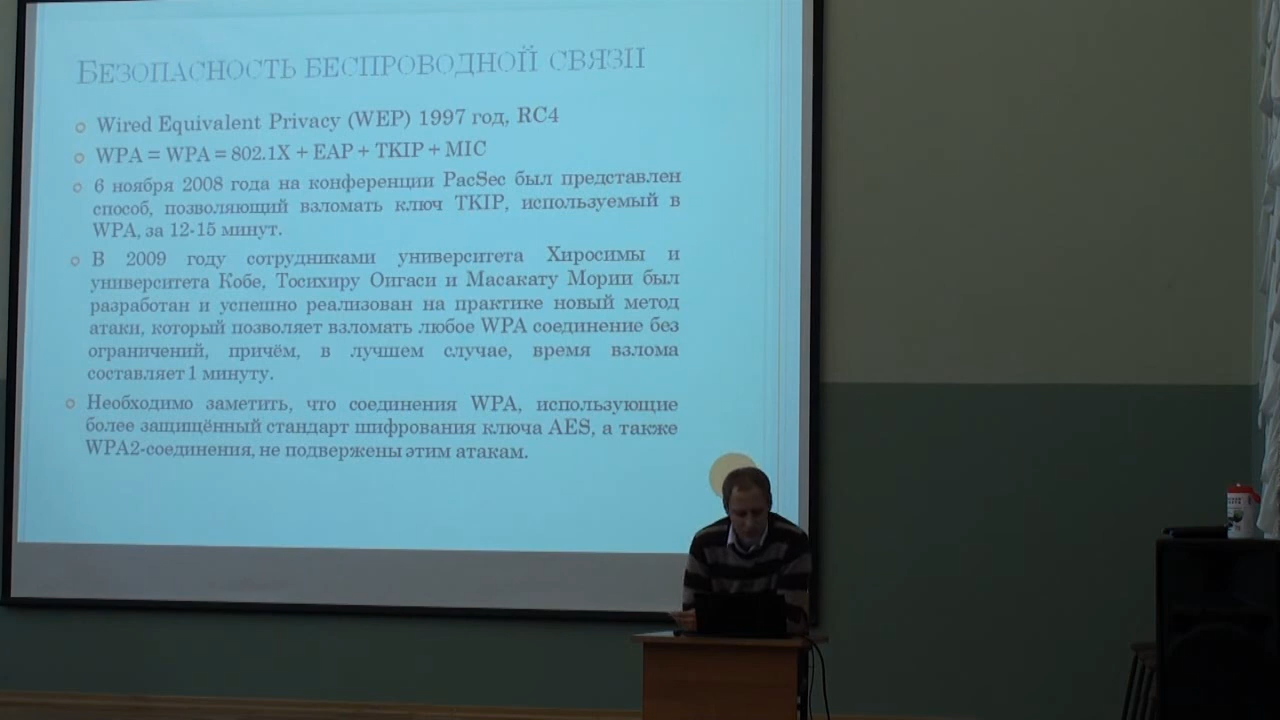 Безопасность беспроводной связи
Wired Equivalent Privacy (WEP) 1997 год, RC4
WPA = WPA = 802.1X + EAP + TKIP + MIC
6 ноября 2008 года на конференции PacSec был представлен
способ, позволяющий взломать ключ TKIP, используемый в
WPA, за 12-15 минут.
В 2009 году сотрудниками университета Хиросимы и
университета Кобе, Тосихиру Оигаси и Масакату Мории был
разработан и успешно реализован на практике новый метод
атаки, который позволяет взломать любое WPA соединение без
ограничений, причём, в лучшем случае, время взлома
составляет 1 минуту.
Необходимо заметить, что соединения WPA, использующие
более защищённый стандарт шифрования ключа AES, а также
WPA2-соединения, не подвержены этим атакам.